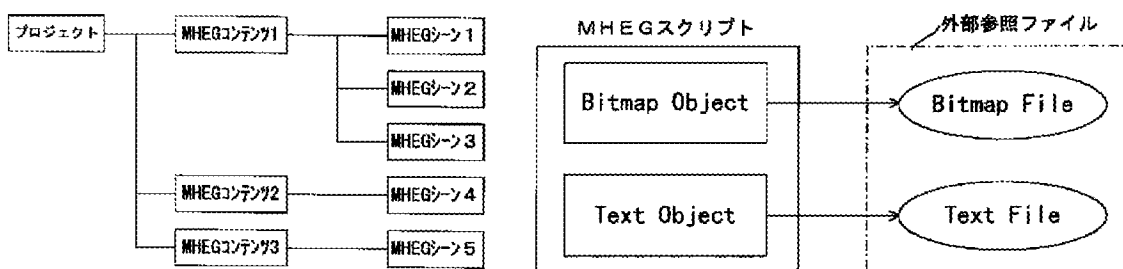 プロジェクト
MHEGコンテンツ1
MHEGシーン1
MHEGシーン2
MHEGシーン3
MHEGコンテンツ2
MHEGシーン4
MHEGコンテンツ3
MHEGシーン5
MHEGスクリプト
Bitmap Object
Text Object
外部参照ファイル
Bitmap File
Text File